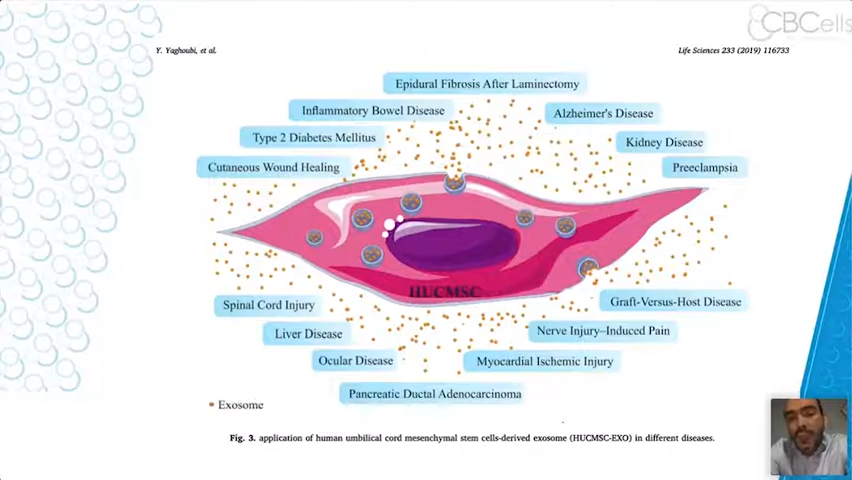 CBCells
Y. Yaghoubi, et al.
Life Sciences 233 (2019) 116733
Epidural Fibrosis After Laminectomy
Inflammatory Bowel Disease
Alzheimer's Disease
Type 2 Diabetes Mellitus
Kidney Disease
Cutaneous Wound Healing
Preeclampsia
HUCMSC
Spinal Cord Injury
Graft-Versus-Host Disease
Liver Disease
Nerve Injury–Induced Pain
Ocular Disease
Myocardial Ischemic Injury
Pancreatic Ductal Adenocarcinoma
Exosome
Fig. 3. application of human umbilical cord mesenchymal stem cells-derived exosome (HUCMSC-EXO) in different diseases.